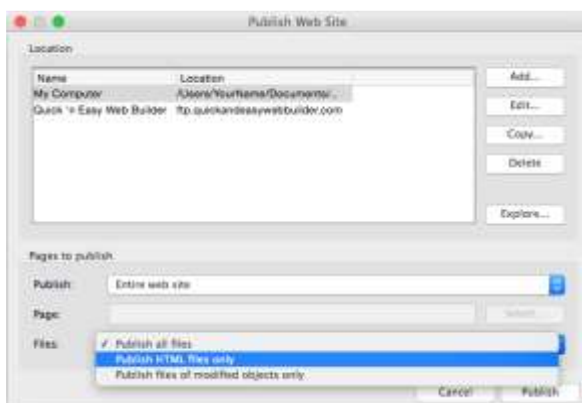 Publish Web Site
Location
Name Location
My Computer /Users/YourName/Documents/...
Quick 'n Easy Web Builder ftp.quickandeasywebbuilder.com
Add...
Edit...
Copy...
Delete
Explore...
Pages to publish
Publish: Entire web site
Page: Select...
Files: ✓ Publish all files
Publish HTML files only
Publish files of modified objects only
Cancel Publish